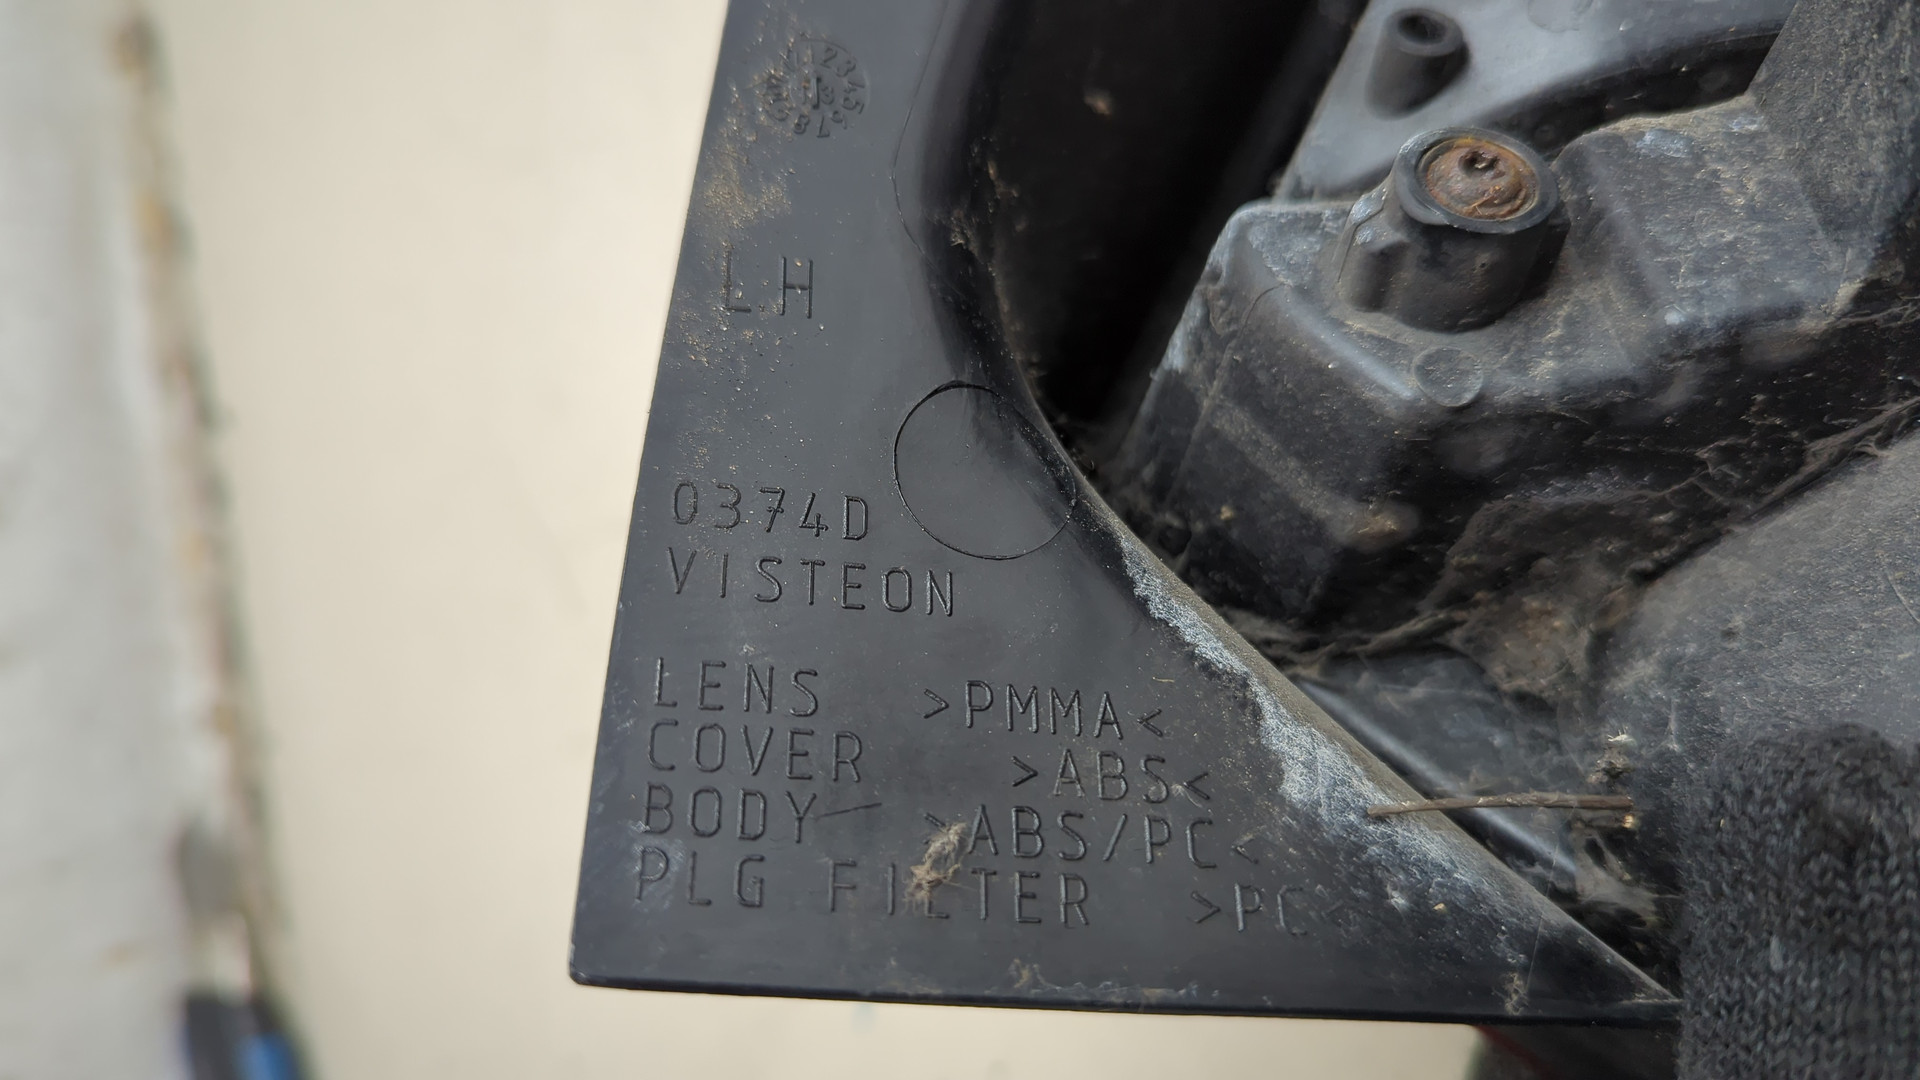 LH
0374D
VISTEON
LENS >PMMA<
COVER >ABS<
BODY >ABS/PC<
PLG FILTER >PC<